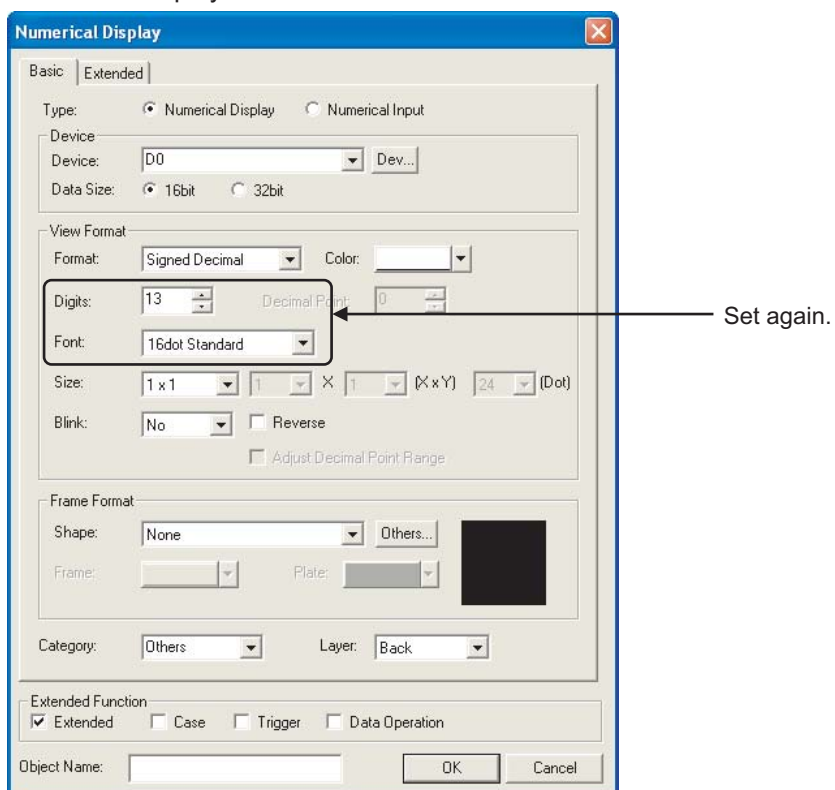 Numerical Display
Basic Extended
Type: Numerical Display Numerical Input
Device
Device: D0 Dev...
Data Size: 16bit 32bit
View Format
Format: Signed Decimal Color:
Digits: 13 Decimal Point: 0
Set again.
Font: 16dot Standard
Size: 1 x 1 1 X 1 (X x Y) 24 (Dot)
Blink: No Reverse
Adjust Decimal Point Range
Frame Format
Shape: None Others...
Frame: Plate:
Category: Others Layer: Back
Extended Function
Extended Case Trigger Data Operation
Object Name: OK Cancel